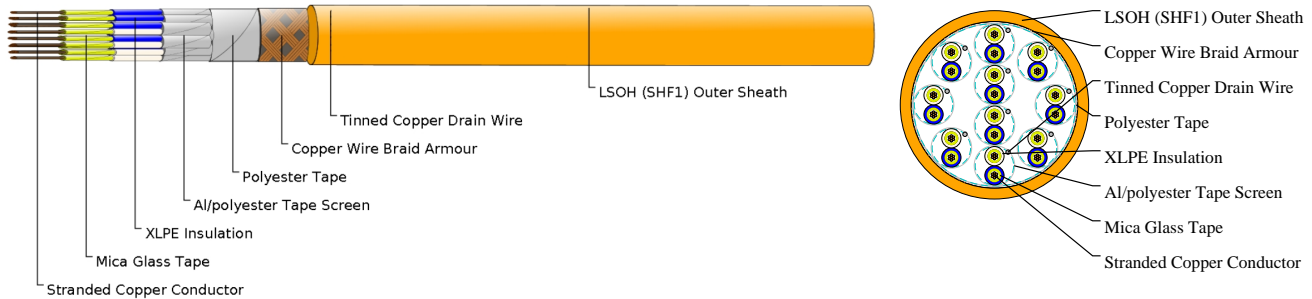 LSOH (SHF1) Outer Sheath
Tinned Copper Drain Wire
Copper Wire Braid Armour
Polyester Tape
Al/polyester Tape Screen
XLPE Insulation
Mica Glass Tape
Stranded Copper Conductor
LSOH (SHF1) Outer Sheath
Copper Wire Braid Armour
Tinned Copper Drain Wire
Polyester Tape
XLPE Insulation
Al/polyester Tape Screen
Mica Glass Tape
Stranded Copper Conductor